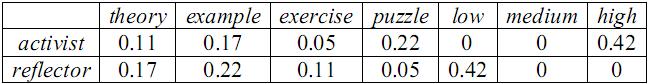 theory example exercise puzzle low medium high
activist 0.11 0.17 0.05 0.22 0 0 0.42
reflector 0.17 0.22 0.11 0.05 0.42 0 0